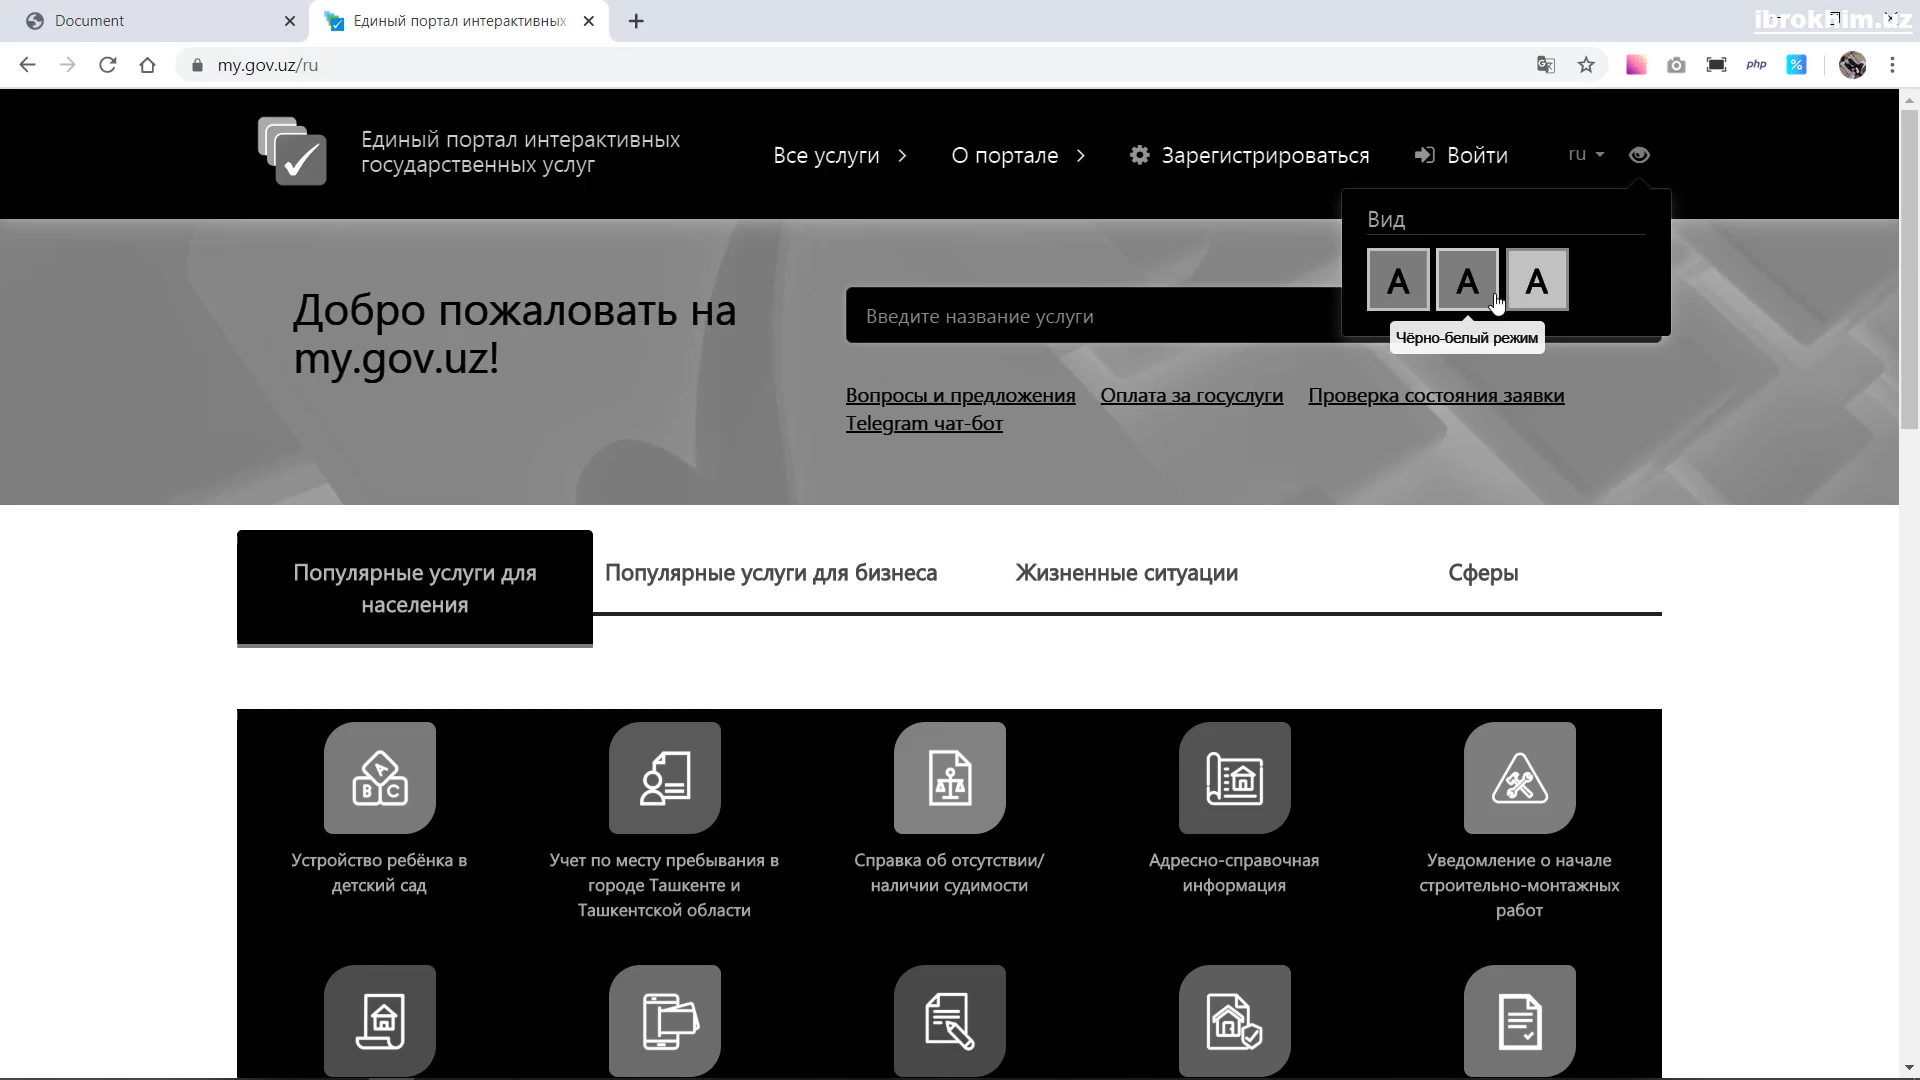 Document
Единый портал интерактивных
ibrokhim.uz
my.gov.uz/ru
php
%
Единый портал интерактивных
государственных услуг
Все услуги
О портале
Зарегистрироваться
Войти
ru
Вид
A A A
Чёрно-белый режим
Добро пожаловать на
my.gov.uz!
Введите название услуги
Вопросы и предложения Оплата за госуслуги Проверка состояния заявки
Telegram чат-бот
Популярные услуги для
населения
Популярные услуги для бизнеса
Жизненные ситуации
Сферы
A
B C
Устройство ребёнка в
детский сад
Учет по месту пребывания в
городе Ташкенте и
Ташкентской области
Справка об отсутствии/
наличии судимости
Адресно-справочная
информация
Уведомление о начале
строительно-монтажных
работ